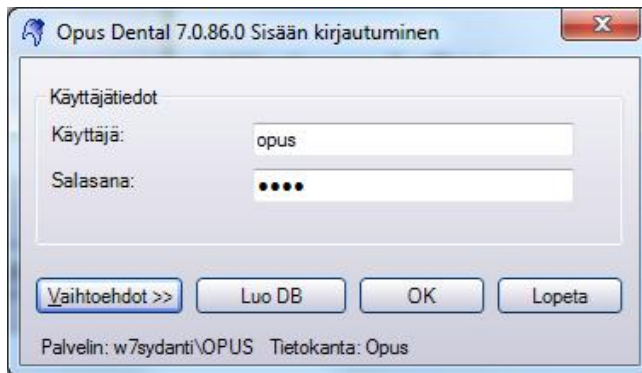 Opus Dental 7.0.86.0 Sisään kirjautuminen
Käyttäjätiedot
Käyttäjä: opus
Salasana: ●●●●
Vaihtoehdot >> Luo DB OK Lopeta
Palvelin: w7sydanti\OPUS Tietokanta: Opus